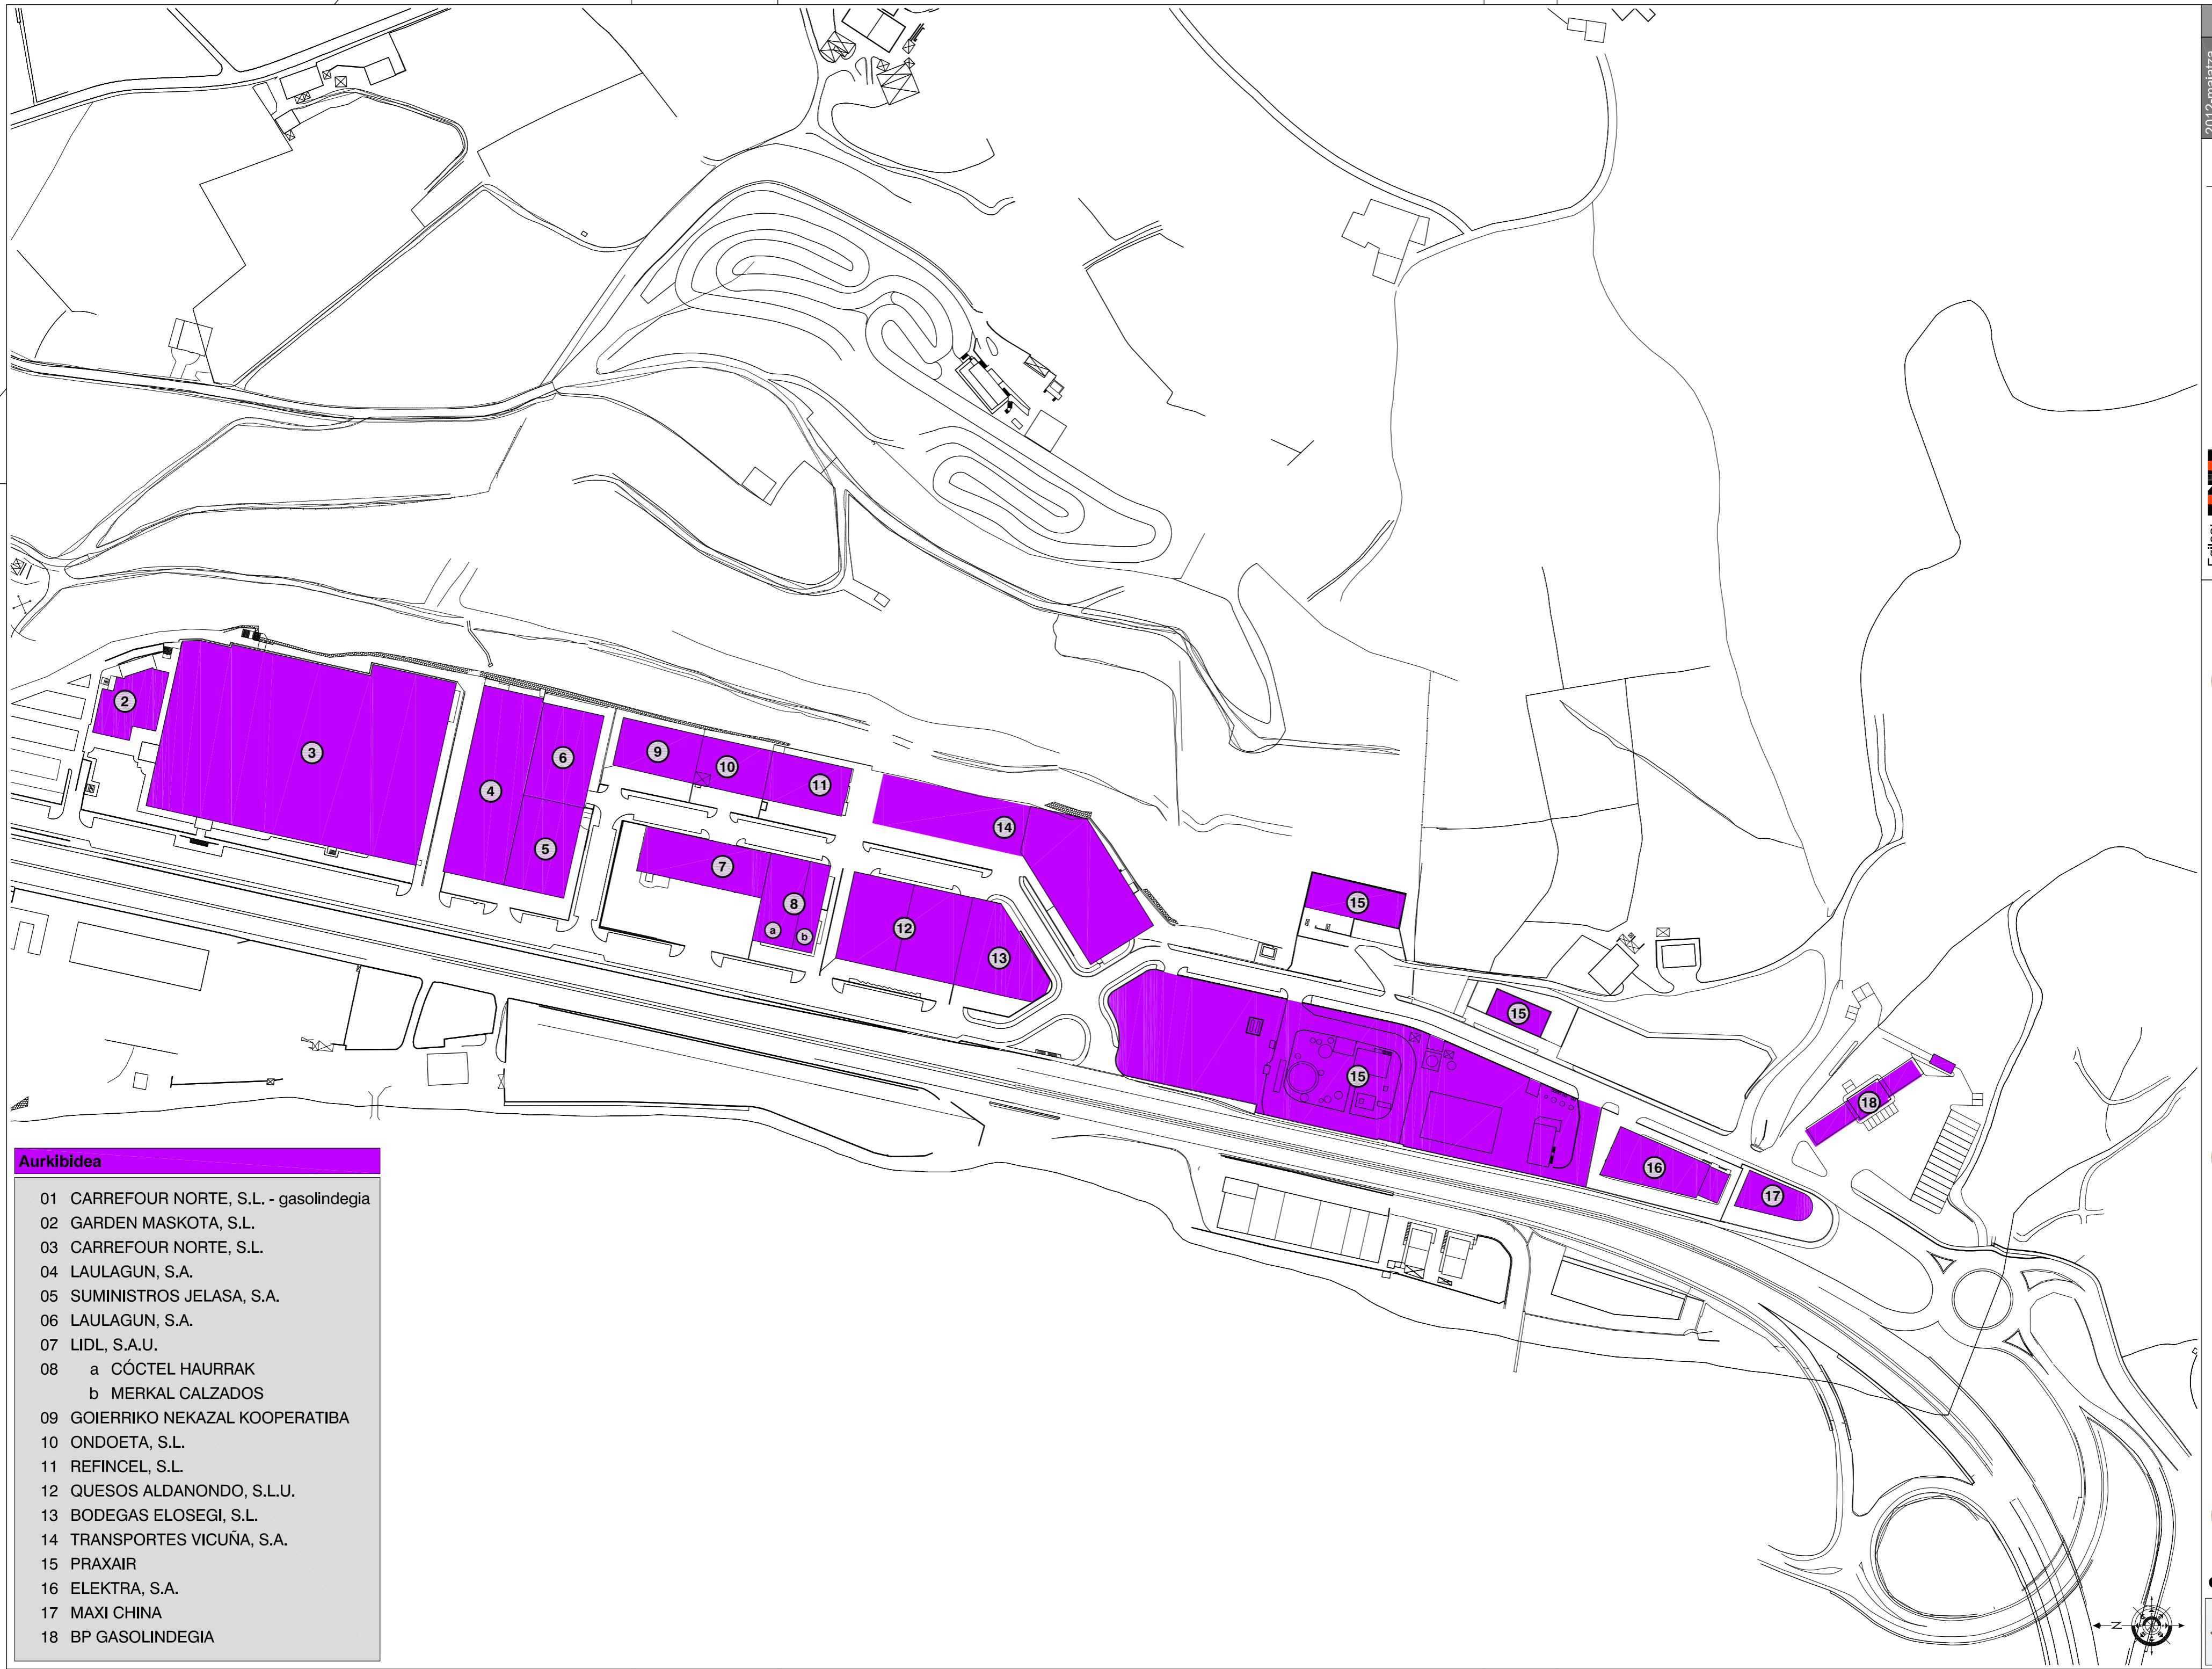 2012-maiatza
2
3
4
5
6
7
8
a
b
9
10
11
12
13
14
15
15
15
16
17
18
Aurkibidea
01 CARREFOUR NORTE, S.L. - gasolindegia
02 GARDEN MASKOTA, S.L.
03 CARREFOUR NORTE, S.L.
04 LAULAGUN, S.A.
05 SUMINISTROS JELASA, S.A.
06 LAULAGUN, S.A.
07 LIDL, S.A.U.
08 a CÓCTEL HAURRAK
b MERKAL CALZADOS
09 GOIERRIKO NEKAZAL KOOPERATIBA
10 ONDOETA, S.L.
11 REFINCEL, S.L.
12 QUESOS ALDANONDO, S.L.U.
13 BODEGAS ELOSEGI, S.L.
14 TRANSPORTES VICUÑA, S.A.
15 PRAXAIR
16 ELEKTRA, S.A.
17 MAXI CHINA
18 BP GASOLINDEGIA
N